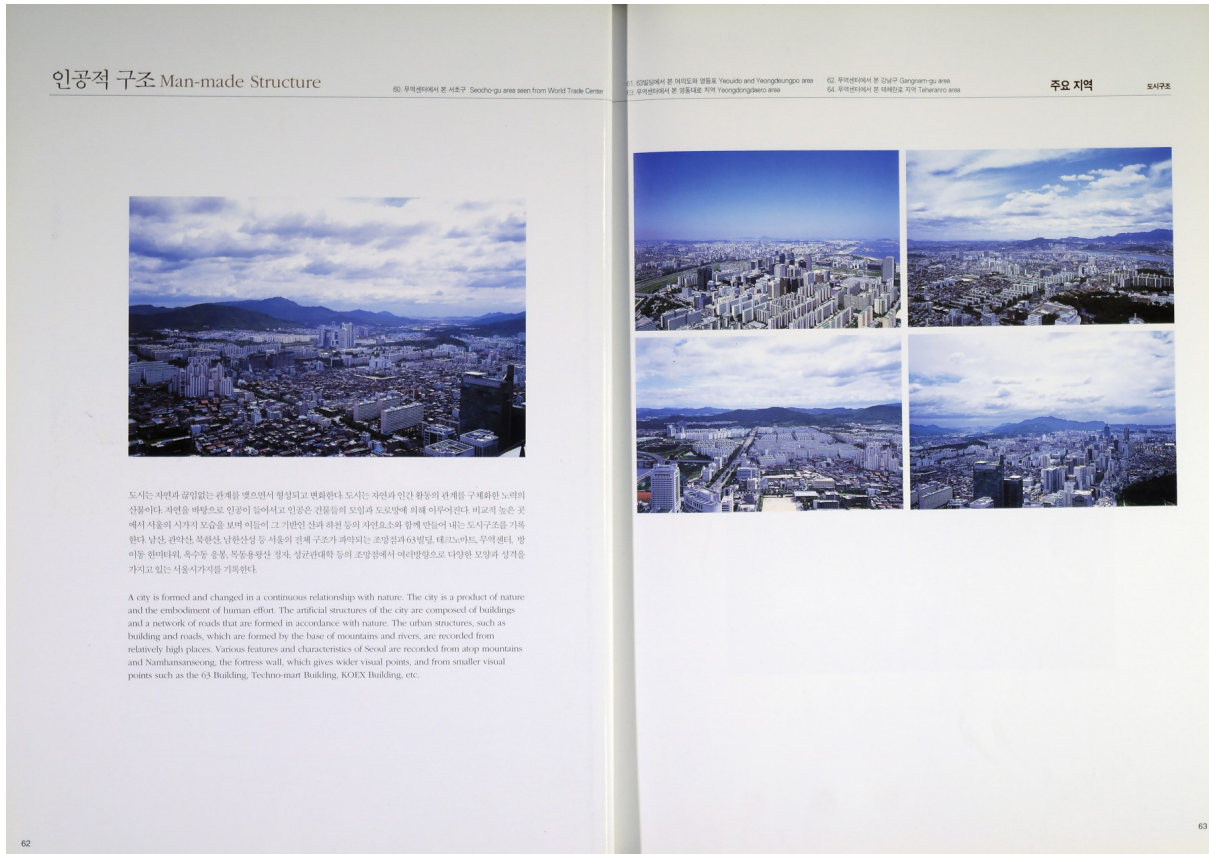 인공적 구조 Man-made Structure
60. 무역센터에서 본 서초구 Seocho-gu area seen from World Trade Center
도시는 자연과 끊임없는 관계를 맺으면서 형성되고 변화한다. 도시는 자연과 인간 활동의 관계를 구체화한 노력의
산물이다. 자연을 바탕으로 인공이 들어서고 인공은 건물들의 모임과 도로망에 의해 이루어진다. 비교적 높은 곳
에서 서울의 시가지 모습을 보며 이들이 그 기반인 산과 하천 등의 자연요소와 함께 만들어 내는 도시구조를 기록
한다. 남산, 관악산, 북한산, 남한산성 등 서울의 전체 구조가 파악되는 조망점과 63빌딩, 테크노마트, 무역센터, 방
이동 한미타워, 옥수동 응봉, 목동용왕산 정자, 성균관대학 등의 조망점에서 여러방향으로 다양한 모양과 성격을
가지고 있는 서울시가지를 기록한다.
A city is formed and changed in a continuous relationship with nature. The city is a product of nature
and the embodiment of human effort. The artificial structures of the city are composed of buildings
and a network of roads that are formed in accordance with nature. The urban structures, such as
building and roads, which are formed by the base of mountains and rivers, are recorded from
relatively high places. Various features and characteristics of Seoul are recorded from atop mountains
and Namhansanseong, the fortress wall, which gives wider visual points, and from smaller visual
points such as the 63 Building, Techno-mart Building, KOEX Building, etc.
62
61. 63빌딩에서 본 여의도와 영등포 Yeouido and Yeongdeungpo area
62. 무역센터에서 본 강남구 Gangnam-gu area
63. 무역센터에서 본 영동대로 지역 Yeongdongdaero area
64. 무역센터에서 본 테헤란로 지역 Teheranro area
주요 지역
도시구조
63